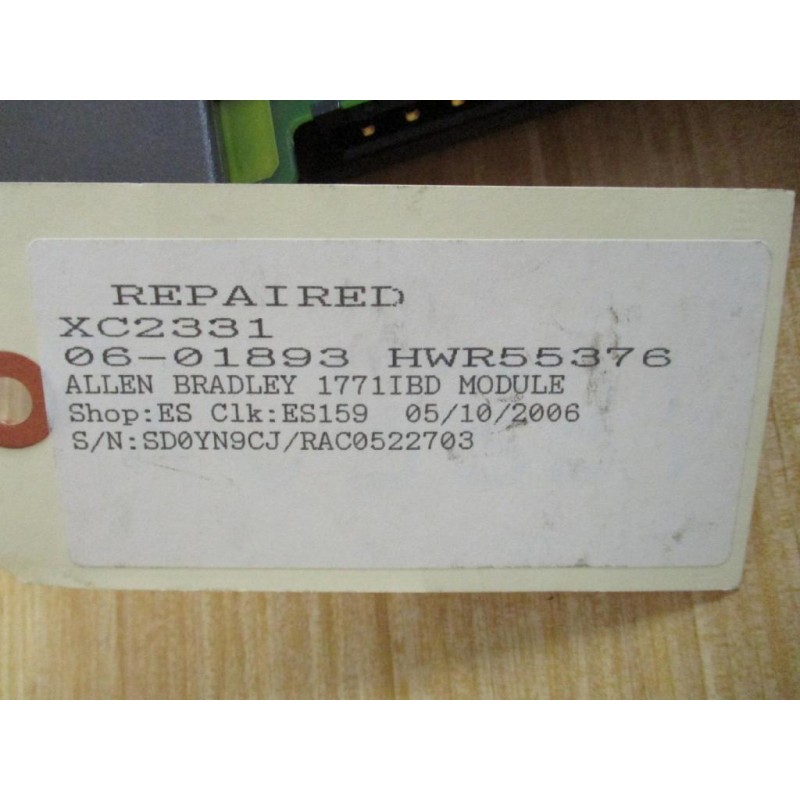 REPAIRED
XC2331
06-01893 HWR55376
ALLEN BRADLEY 1771IBD MODULE
Shop:ES Clk:ES159 05/10/2006
S/N:SD0YN9CJ/RAC0522703